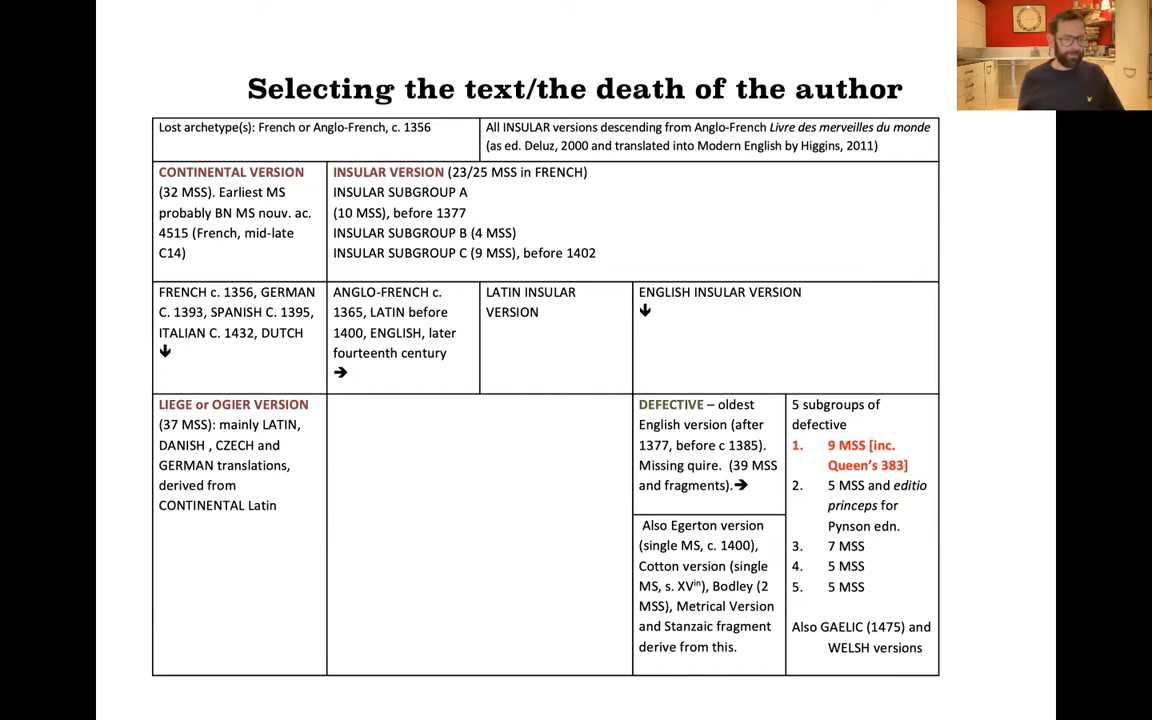 Selecting the text/the death of the author
Lost archetype(s): French or Anglo-French, c. 1356
All INSULAR versions descending from Anglo-French Livre des merveilles du monde
(as ed. Deluz, 2000 and translated into Modern English by Higgins, 2011)
CONTINENTAL VERSION
(32 MSS). Earliest MS
probably BN MS nouv. ac.
4515 (French, mid-late
C14)
INSULAR VERSION (23/25 MSS in FRENCH)
INSULAR SUBGROUP A
(10 MSS), before 1377
INSULAR SUBGROUP B (4 MSS)
INSULAR SUBGROUP C (9 MSS), before 1402
FRENCH c. 1356, GERMAN
C. 1393, SPANISH C. 1395,
ITALIAN C. 1432, DUTCH
🡫
ANGLO-FRENCH c.
1365, LATIN before
1400, ENGLISH, later
fourteenth century
🡪
LATIN INSULAR
VERSION
ENGLISH INSULAR VERSION
🡫
LIEGE or OGIER VERSION
(37 MSS): mainly LATIN,
DANISH , CZECH and
GERMAN translations,
derived from
CONTINENTAL Latin
DEFECTIVE – oldest
English version (after
1377, before c 1385).
Missing quire. (39 MSS
and fragments).🡪
Also Egerton version
(single MS, c. 1400),
Cotton version (single
MS, s. XVⁱⁿ), Bodley (2
MSS), Metrical Version
and Stanzaic fragment
derive from this.
5 subgroups of
defective
1. 9 MSS [inc.
Queen's 383]
2. 5 MSS and editio
princeps for
Pynson edn.
3. 7 MSS
4. 5 MSS
5. 5 MSS
Also GAELIC (1475) and
WELSH versions